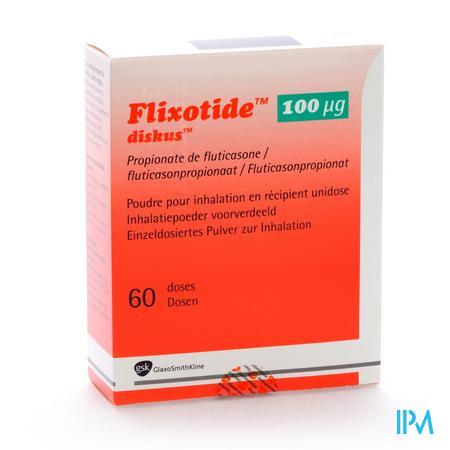 Flixotide™ 100 µg
diskus™
Propionate de fluticasone /
fluticasonpropionaat / Fluticasonpropionat
Poudre pour inhalation en récipient unidose
Inhalatiepoeder voorverdeeld
Einzeldosiertes Pulver zur Inhalation
60 doses
Dosen
gsk GlaxoSmithKline
IPM